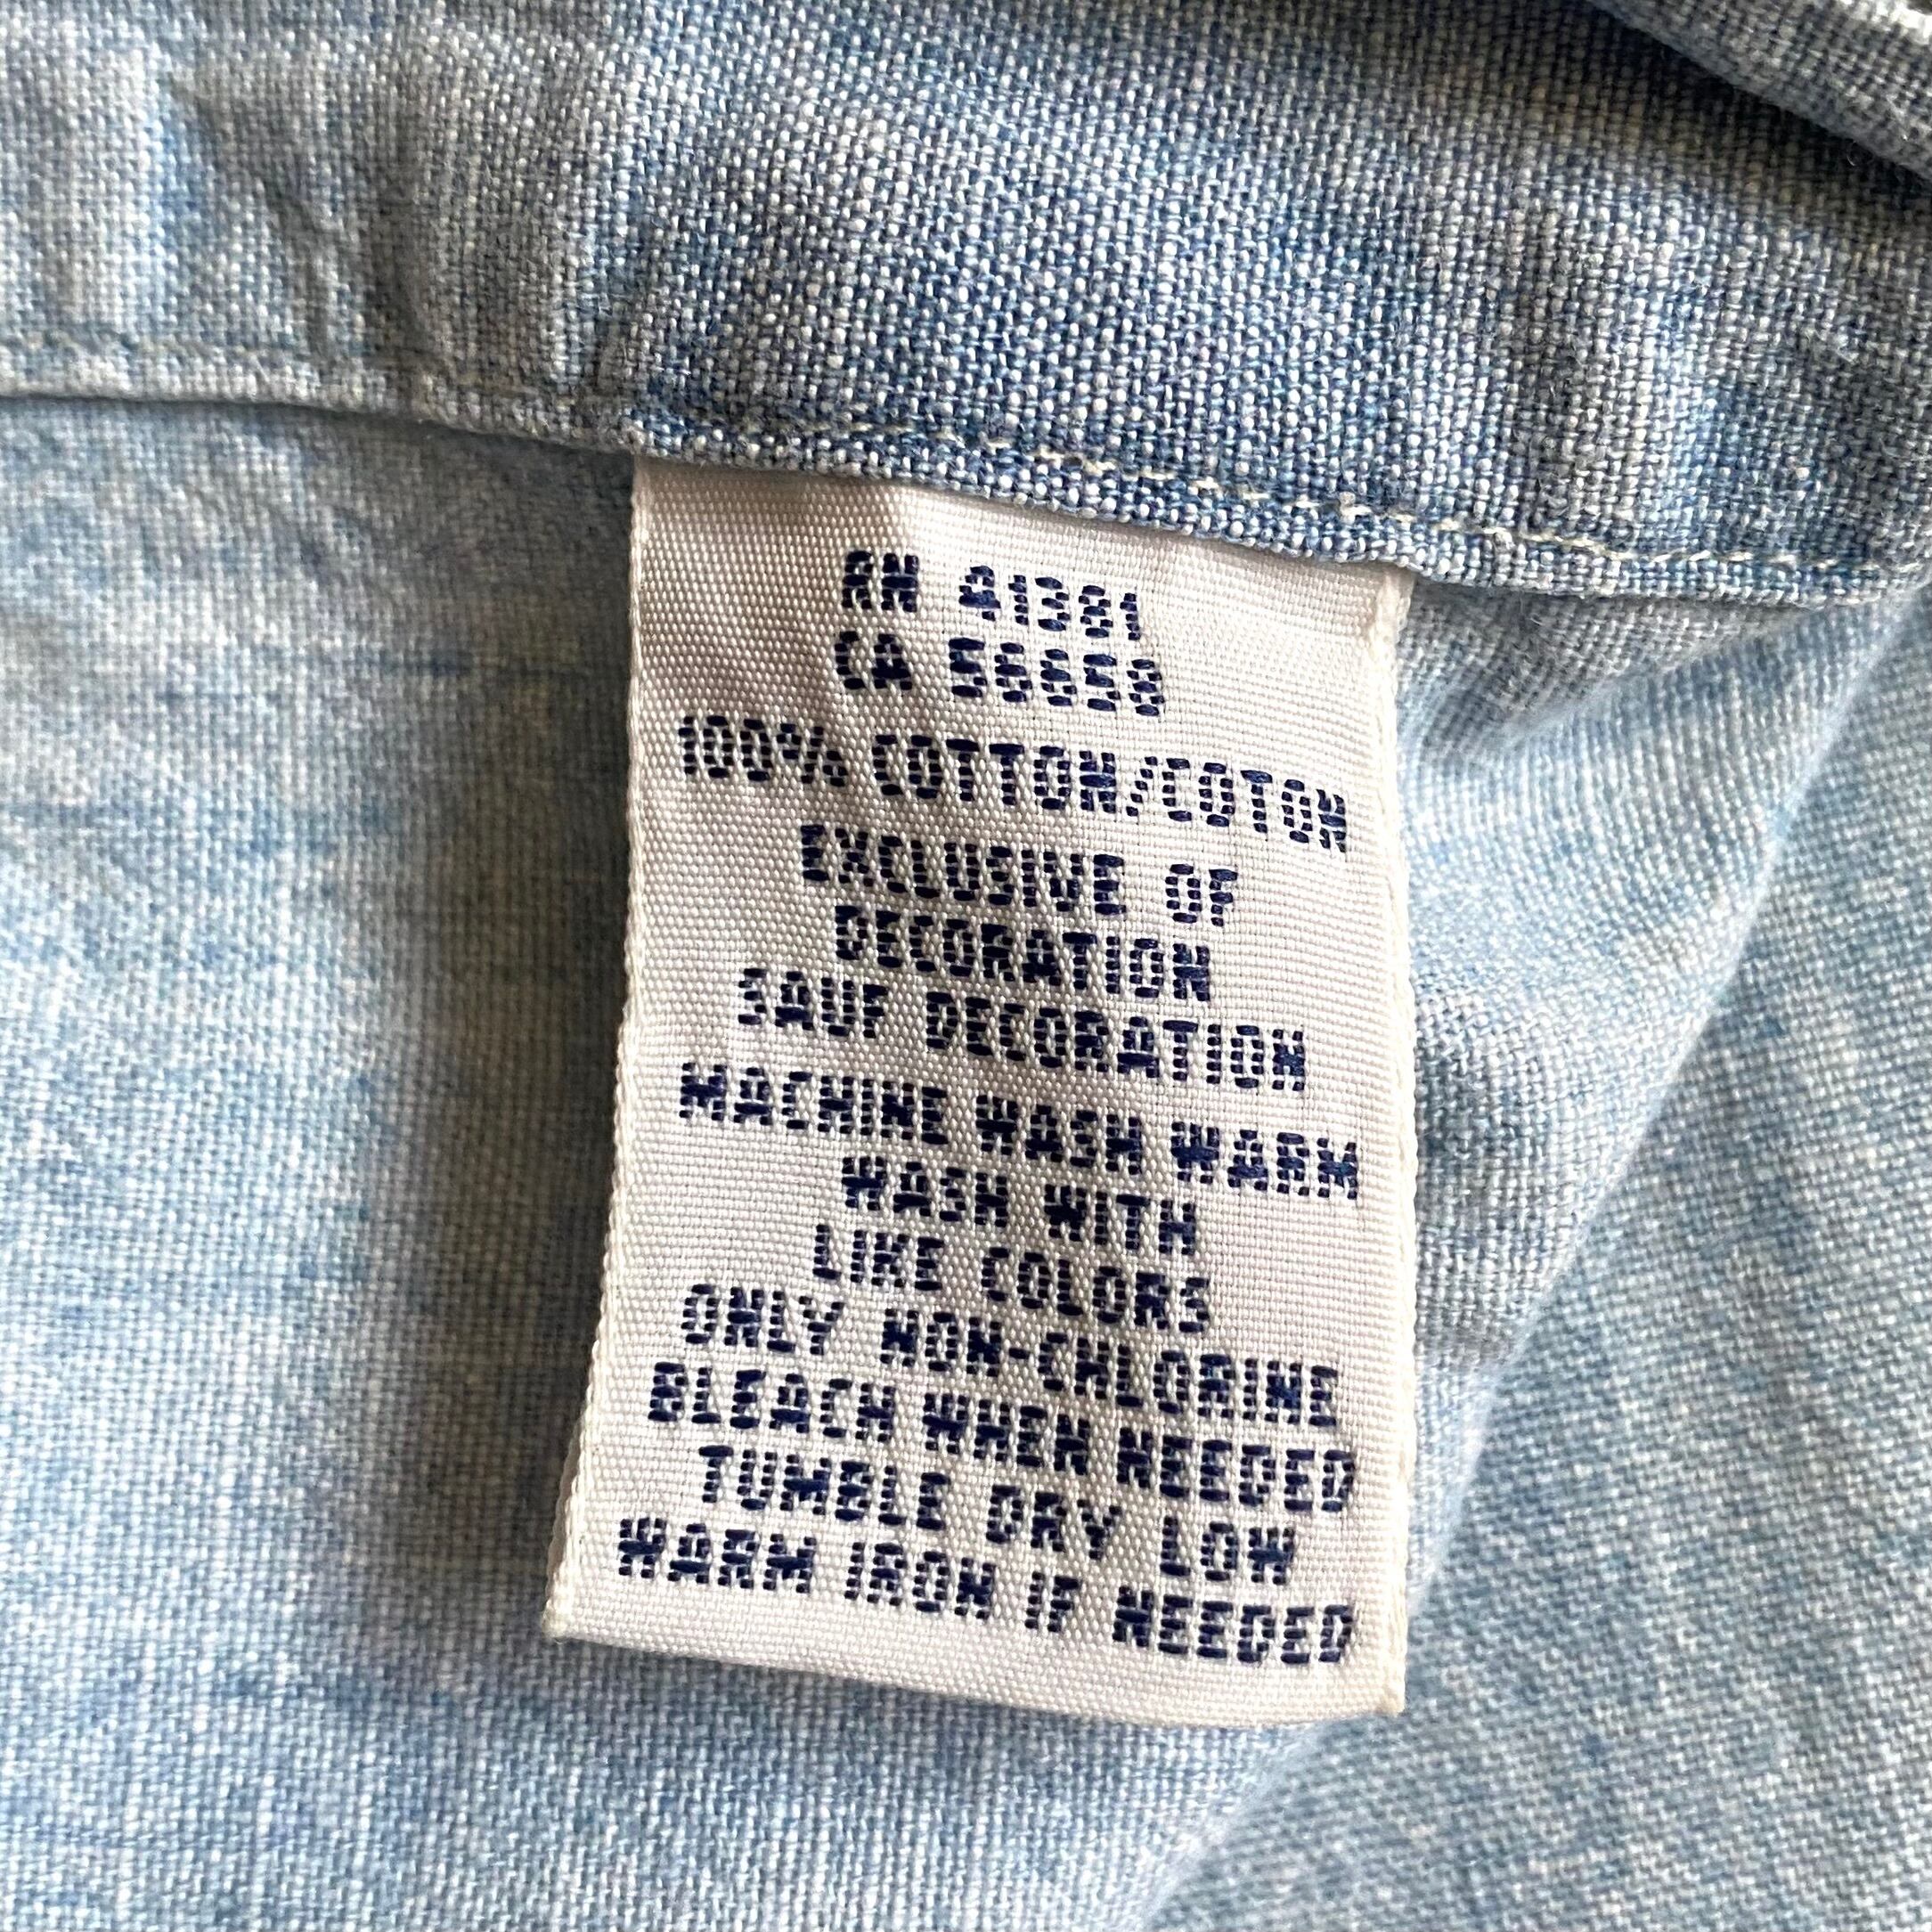 RN 41381
CA 56658
100% COTTON/COTON
EXCLUSIVE OF
DECORATION
SAUF DECORATION
MACHINE WASH WARM
WASH WITH
LIKE COLORS
ONLY NON-CHLORINE
BLEACH WHEN NEEDED
TUMBLE DRY LOW
WARM IRON IF NEEDED